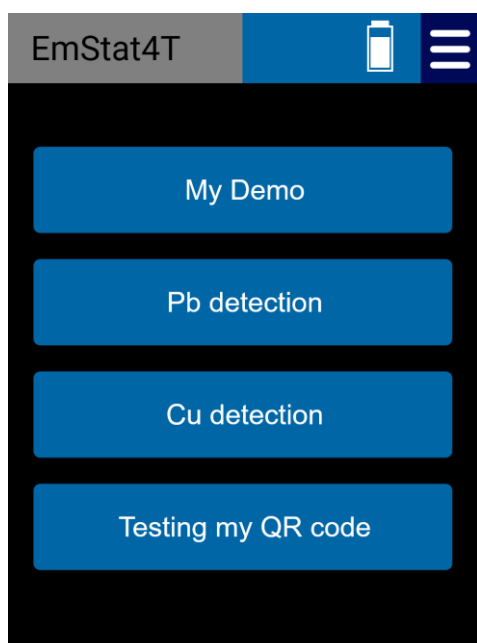 EmStat4T
My Demo
Pb detection
Cu detection
Testing my QR code